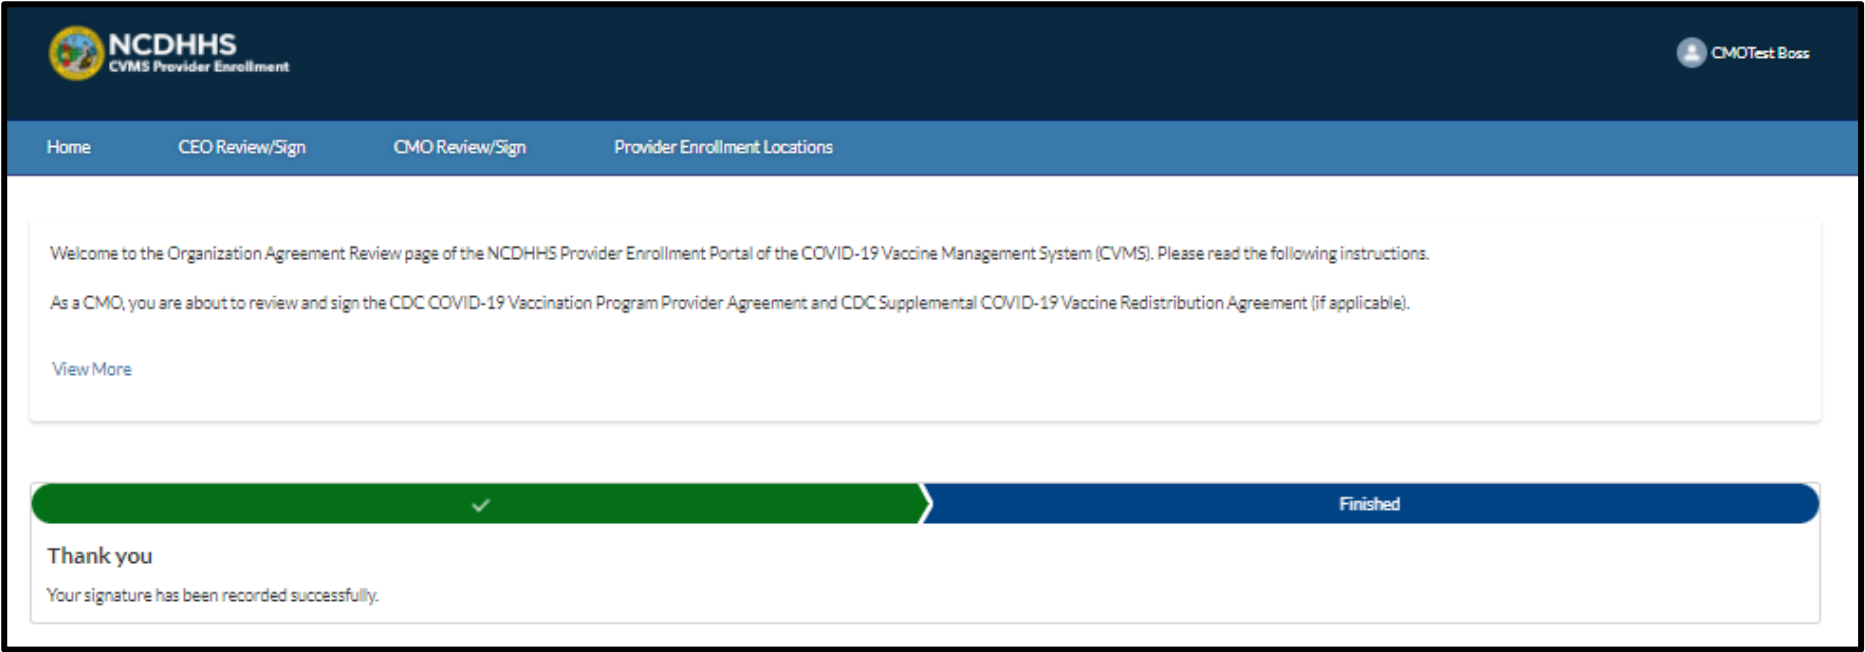 NCDHHS
CVMS Provider Enrollment
CMOTest Boss
Home
CEO Review/Sign
CMO Review/Sign
Provider Enrollment Locations
Welcome to the Organization Agreement Review page of the NCDHHS Provider Enrollment Portal of the COVID-19 Vaccine Management System (CVMS). Please read the following instructions.
As a CMO, you are about to review and sign the CDC COVID-19 Vaccination Program Provider Agreement and CDC Supplemental COVID-19 Vaccine Redistribution Agreement (if applicable).
View More
Finished
Thank you
Your signature has been recorded successfully.